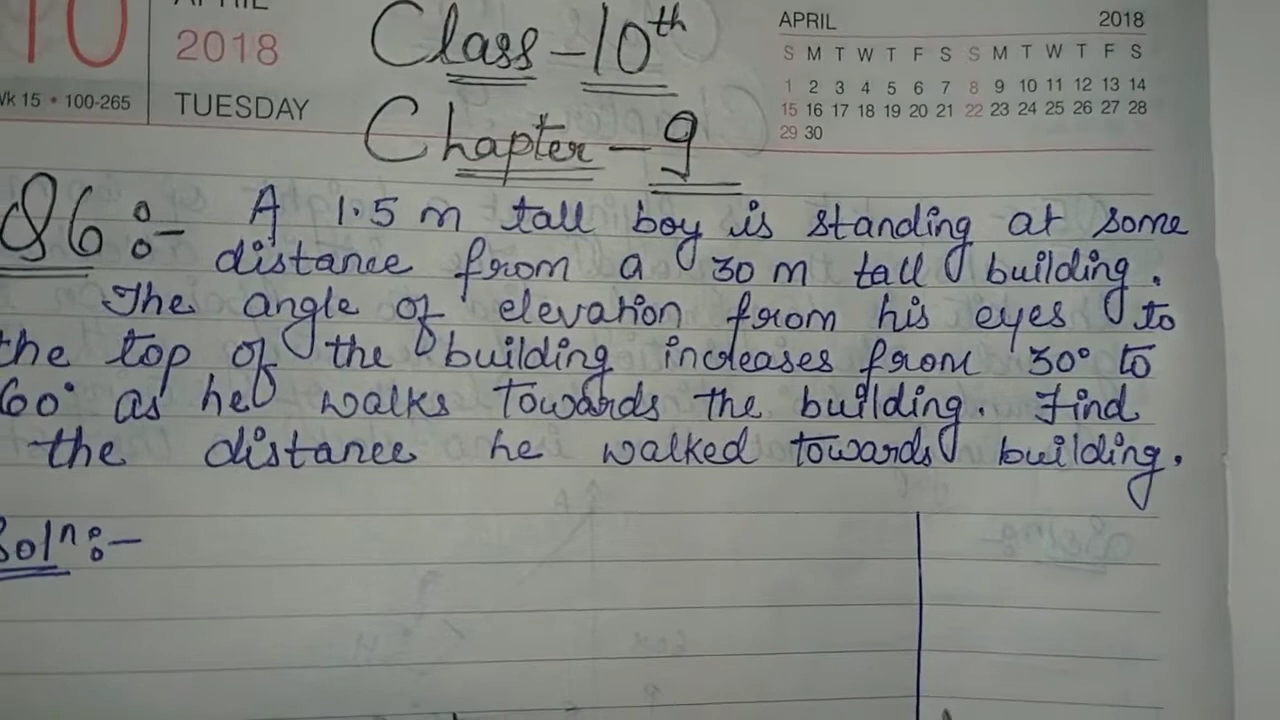 10
APRIL
2018
Wk 15 • 100-265
TUESDAY
Class - 10th
Chapter - 9
APRIL 2018
S M T W T F S S M T W T F S
1 2 3 4 5 6 7 8 9 10 11 12 13 14
15 16 17 18 19 20 21 22 23 24 25 26 27 28
29 30
Q6:- A 1.5 m tall boy is standing at some
distance from a 30 m tall building.
The angle of elevation from his eyes to
the top of the building increases from 30° to
60° as he walks towards the building. Find
the distance he walked towards building.
Soln:-